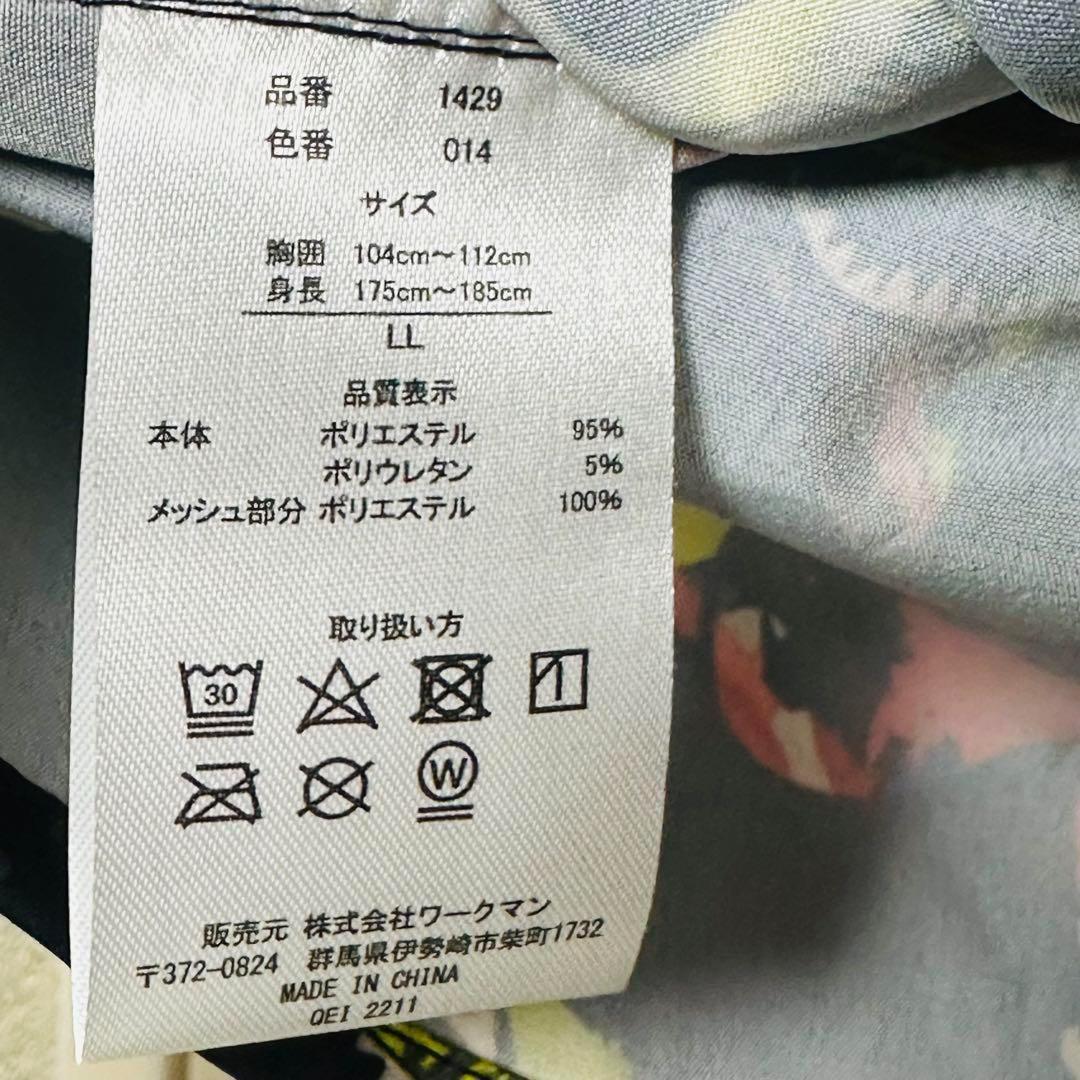 品番 1429
色番 014
サイズ
胸囲 104cm～112cm
身長 175cm～185cm
LL
品質表示
本体 ポリエステル 95%
ポリウレタン 5%
メッシュ部分 ポリエステル 100%
取り扱い方
30
W
販売元 株式会社ワークマン
〒372-0824 群馬県伊勢崎市柴町1732
MADE IN CHINA
QEI 2211